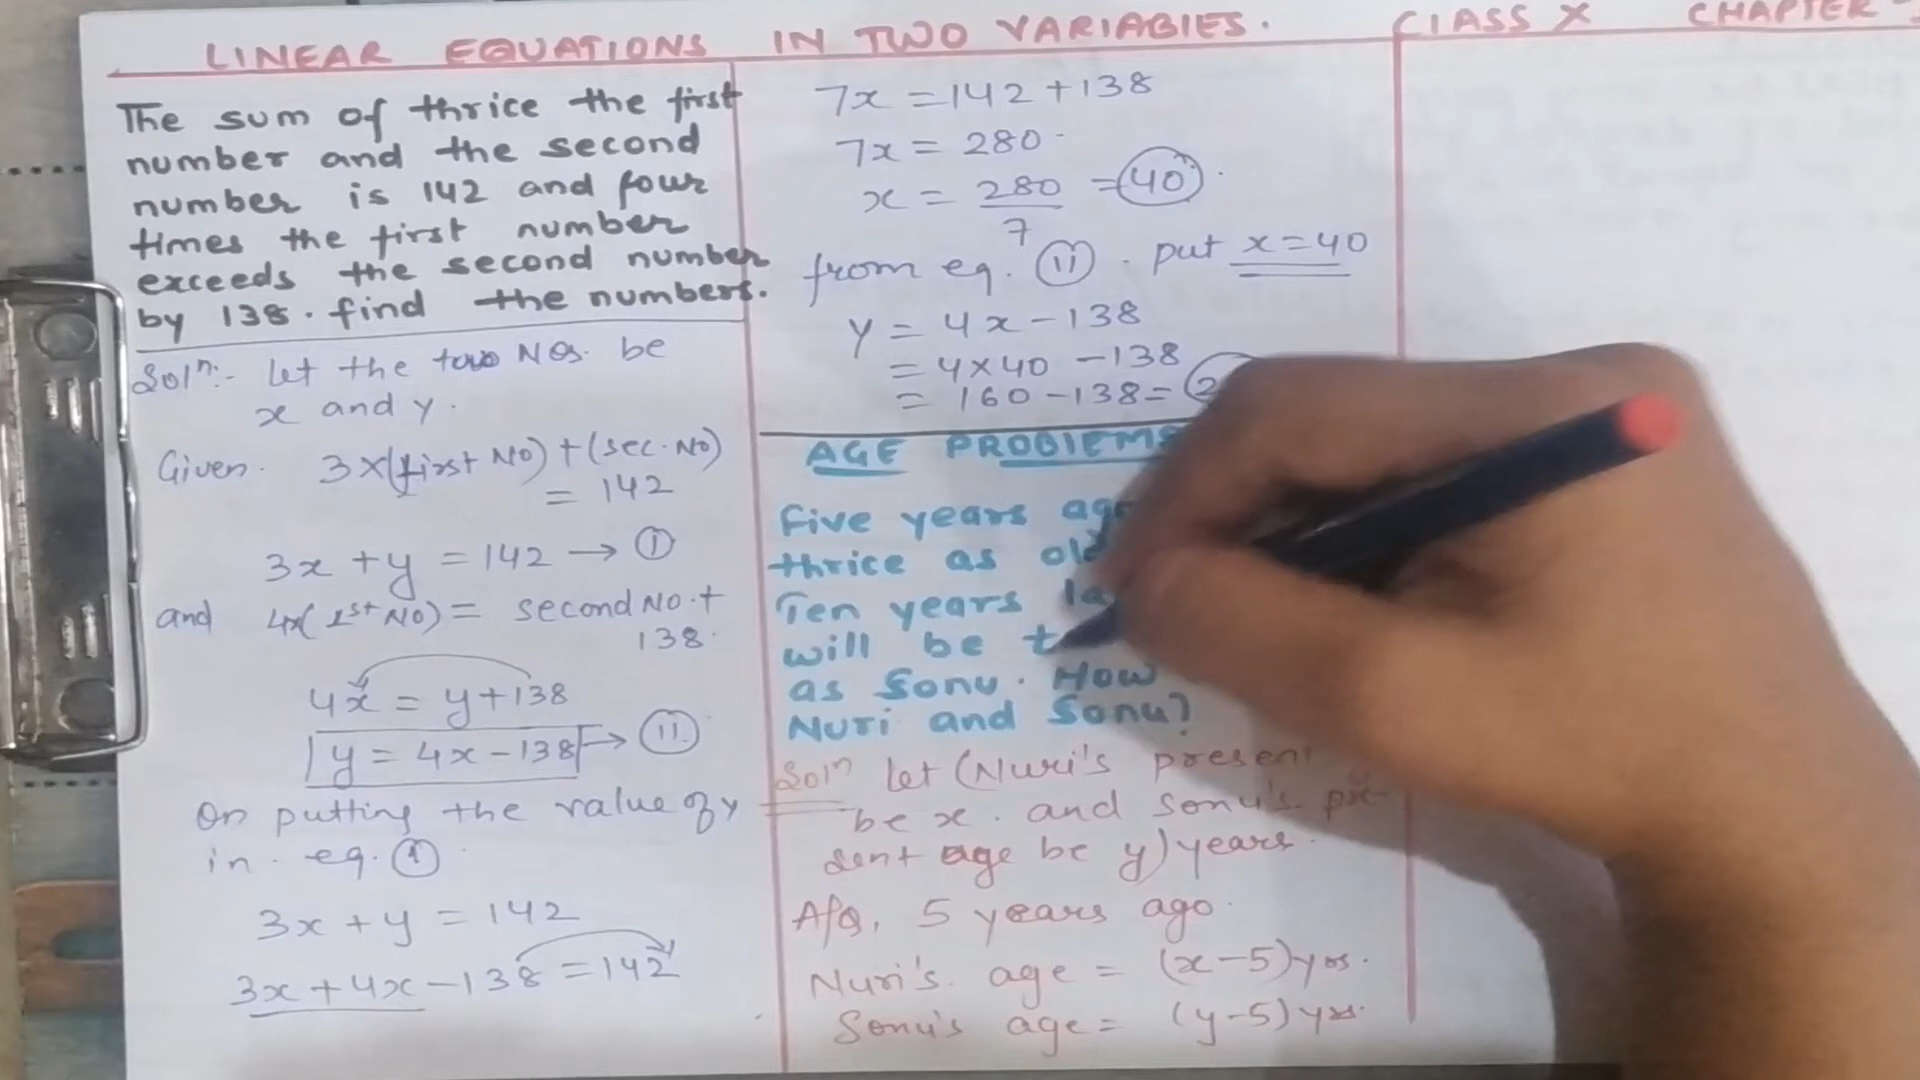 LINEAR EQUATIONS IN TWO VARIABIES. CIASS X CHAPTER
The sum of thrice the first
number and the second
number is 142 and four
times the first number
exceeds the second number
by 138. find the numbers.
Solⁿ:- Let the two NOs. be
x and y.
Given. 3×(first NO)+(sec. NO)
= 142
3x + y = 142 → (I)
and 4x(1st NO) = second NO. +
138.
4x = y+138
y = 4x-138 → (II)
On putting the value of y
in eq. (1)
3x + y = 142
3x + 4x - 138 = 142
7x = 142 + 138
7x = 280
x = 280/7 = 40
from eq. (II). put x = 40
y = 4x - 138
= 4×40 - 138
= 160 - 138 =
AGE PROBIEMS
Five years
thrice as
Ten years
will be
as Sonu. How
Nuri and Sonu?
Solⁿ Let (Nuri's present
be x. and Sonu's pre-
sent age be y) years.
A/Q, 5 years ago.
Nuri's. age = (x-5)yrs.
Sonu's age = (y-5)yrs.